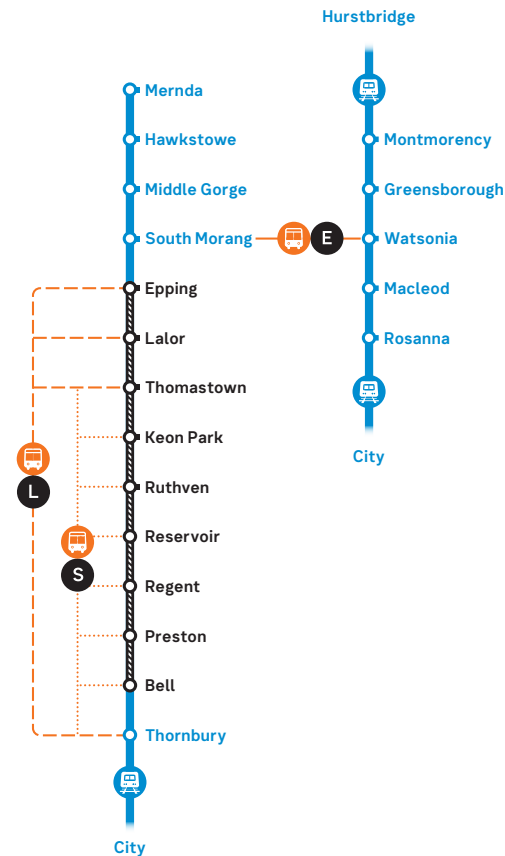 Hurstbridge
Mernda
Hawkstowe
Middle Gorge
South Morang
E
Epping
Lalor
Thomastown
Keon Park
Ruthven
Reservoir
Regent
Preston
Bell
Thornbury
City
L
S
Montmorency
Greensborough
Watsonia
Macleod
Rosanna
City